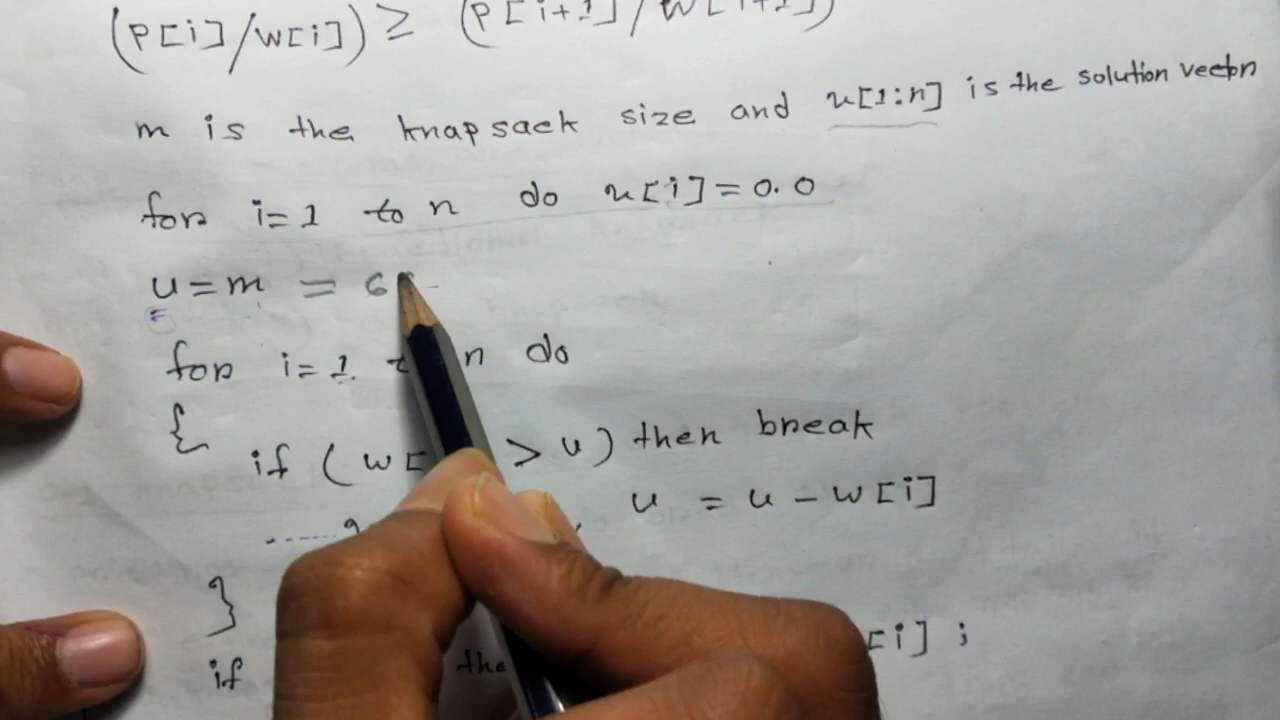 (P[i]/W[i]) ≥ (P[i+1]/W[i+1])
m is the knapsack size and x[1:n] is the solution vector
for i=1 to n do x[i]=0.0
u=m = 6
for i=1 n do
{
if (W[ > u) then break
u = u - W[i]
}
if the [i] ;